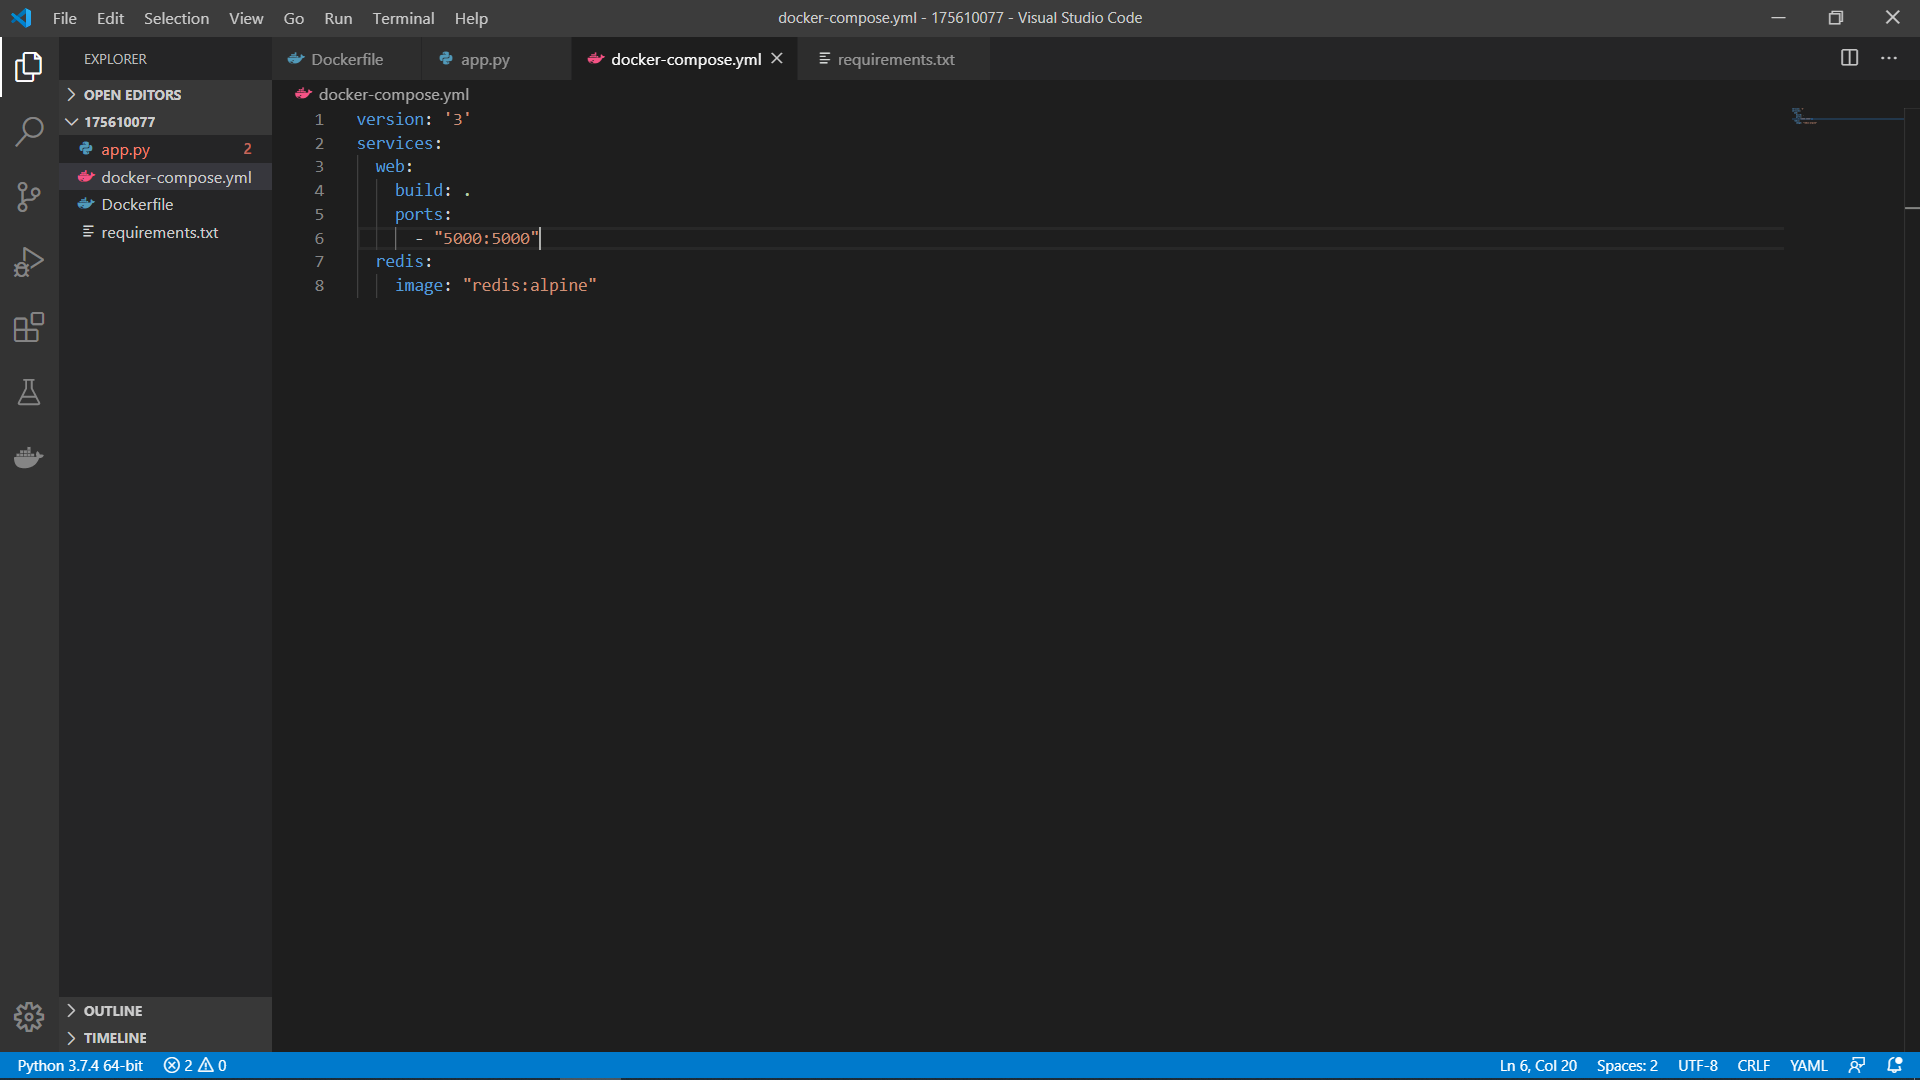 File Edit Selection View Go Run Terminal Help
docker-compose.yml - 175610077 - Visual Studio Code
EXPLORER
Dockerfile
app.py
docker-compose.yml
requirements.txt
OPEN EDITORS
175610077
app.py 2
docker-compose.yml
Dockerfile
requirements.txt
docker-compose.yml
1 version: '3'
2 services:
3 web:
4 build: .
5 ports:
6 - "5000:5000"
7 redis:
8 image: "redis:alpine"
OUTLINE
TIMELINE
Python 3.7.4 64-bit 2 0
Ln 6, Col 20 Spaces: 2 UTF-8 CRLF YAML